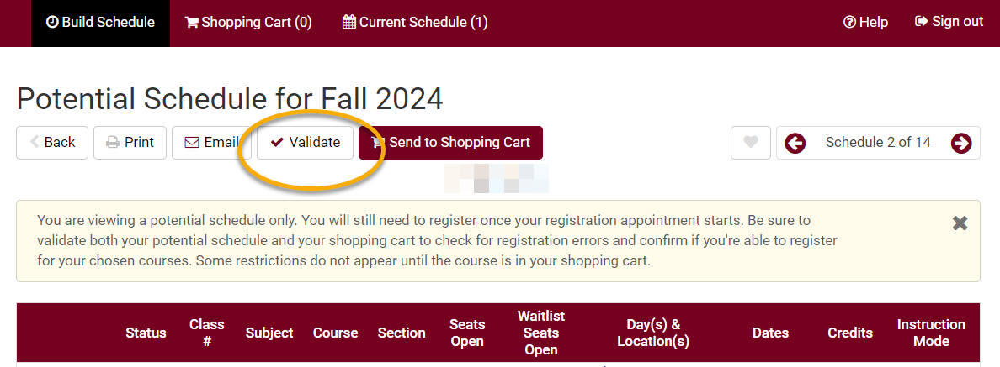 Build Schedule Shopping Cart (0) Current Schedule (1) Help Sign out
Potential Schedule for Fall 2024
Back Print Email Validate Send to Shopping Cart Schedule 2 of 14
You are viewing a potential schedule only. You will still need to register once your registration appointment starts. Be sure to
validate both your potential schedule and your shopping cart to check for registration errors and confirm if you're able to register
for your chosen courses. Some restrictions do not appear until the course is in your shopping cart.
Status Class # Subject Course Section Seats Open Waitlist Seats Open Day(s) & Location(s) Dates Credits Instruction Mode